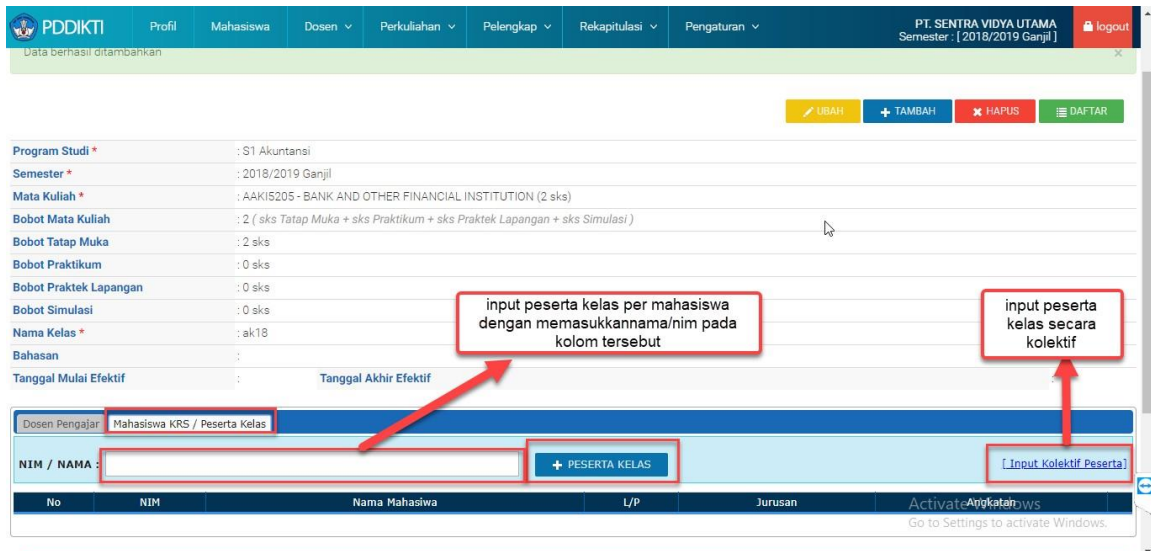 PDDIKTI Profil Mahasiswa Dosen Perkuliahan Pelengkap Rekapitulasi Pengaturan PT. SENTRA VIDYA UTAMA logout
Semester : [ 2018/2019 Ganjil ]
Data berhasil ditambahkan
UBAH + TAMBAH HAPUS DAFTAR
Program Studi * : S1 Akuntansi
Semester * : 2018/2019 Ganjil
Mata Kuliah * : AAKI5205 - BANK AND OTHER FINANCIAL INSTITUTION (2 sks)
Bobot Mata Kuliah : 2 ( sks Tatap Muka + sks Praktikum + sks Praktek Lapangan + sks Simulasi )
Bobot Tatap Muka : 2 sks
Bobot Praktikum : 0 sks
Bobot Praktek Lapangan : 0 sks
Bobot Simulasi : 0 sks
Nama Kelas * : ak18
Bahasan :
Tanggal Mulai Efektif : Tanggal Akhir Efektif :
input peserta kelas per mahasiswa
dengan memasukkannama/nim pada
kolom tersebut
input peserta
kelas secara
kolektif
Dosen Pengajar Mahasiswa KRS / Peserta Kelas
NIM / NAMA : + PESERTA KELAS [ Input Kolektif Peserta]
No NIM Nama Mahasiwa L/P Jurusan Angkatan
Activate Windows
Go to Settings to activate Windows.